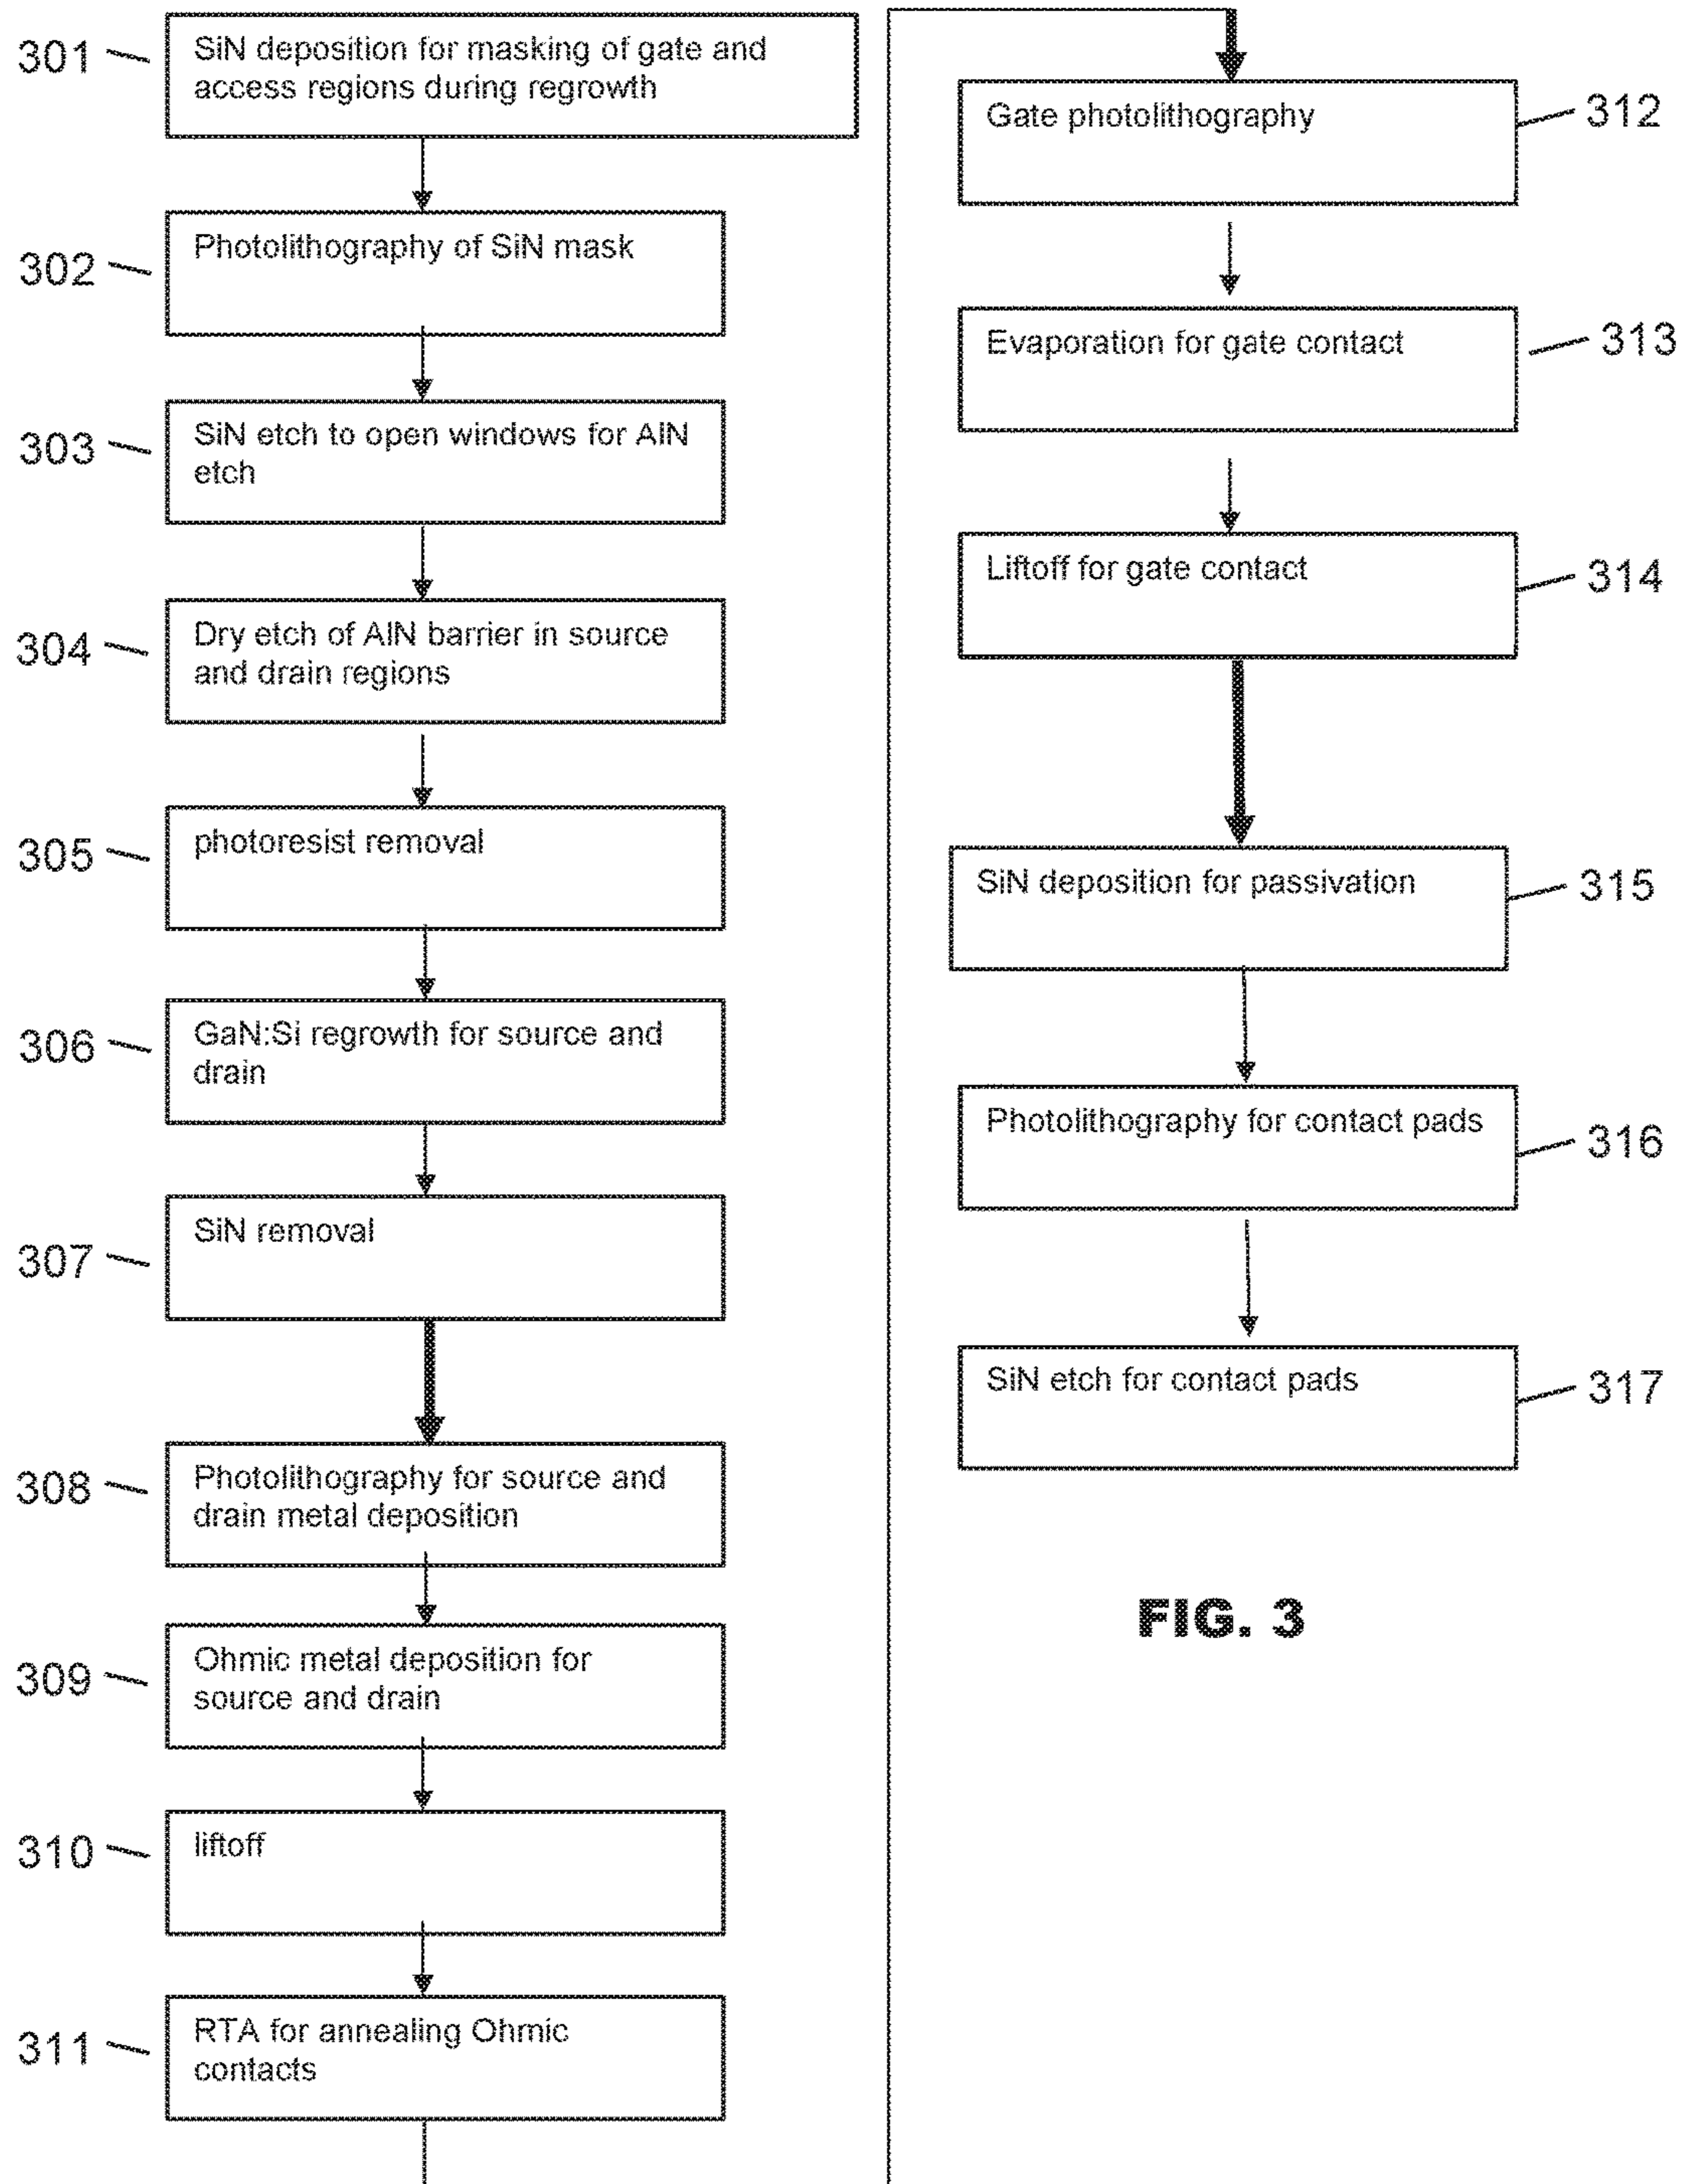 301
SiN deposition for masking of gate and
access regions during regrowth
302
Photolithography of SiN mask
303
SiN etch to open windows for AlN
etch
304
Dry etch of AlN barrier in source
and drain regions
305
photoresist removal
306
GaN:Si regrowth for source and
drain
307
SiN removal
308
Photolithography for source and
drain metal deposition
309
Ohmic metal deposition for
source and drain
310
liftoff
311
RTA for annealing Ohmic
contacts
Gate photolithography
312
Evaporation for gate contact
313
Liftoff for gate contact
314
SiN deposition for passivation
315
Photolithography for contact pads
316
SiN etch for contact pads
317
FIG. 3